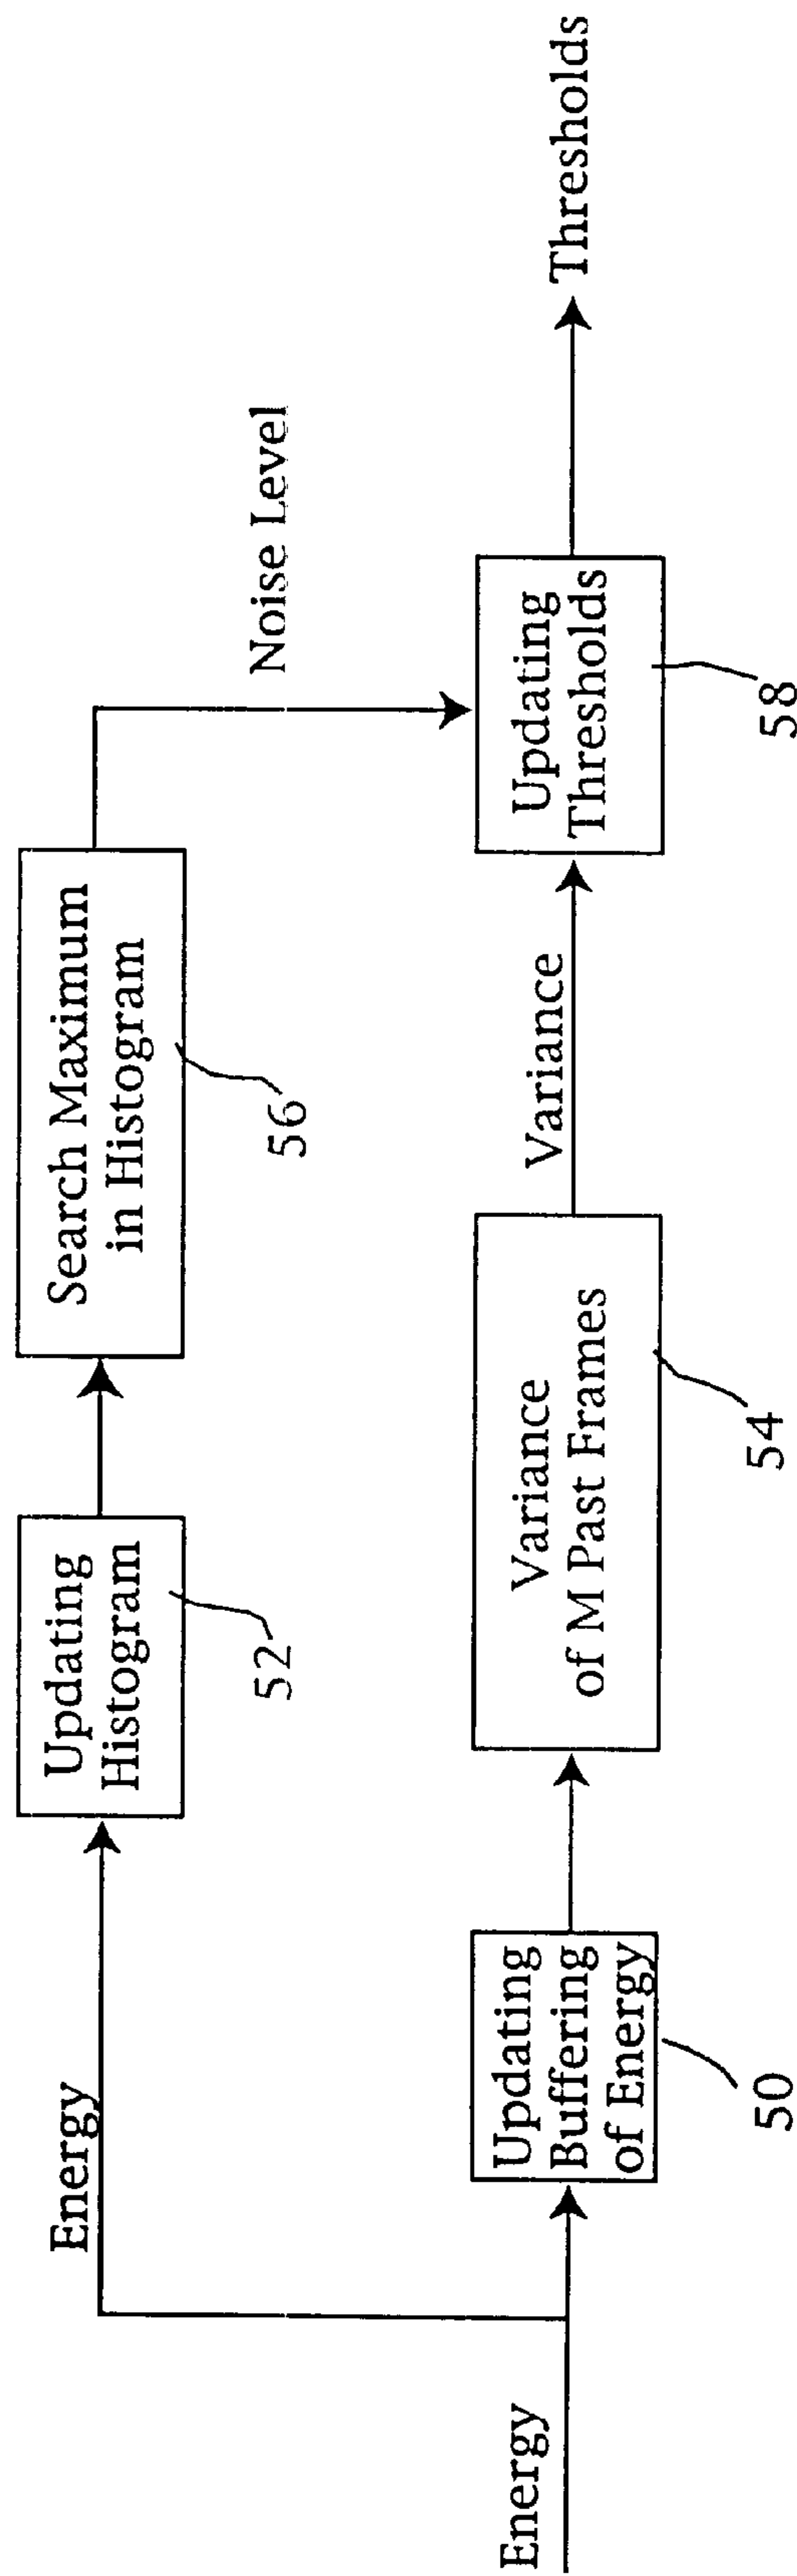 Energy
Updating
Histogram
52
Search Maximum
in Histogram
56
Noise Level
Energy
Updating
Buffering
of Energy
50
Variance
of M Past Frames
54
Variance
Updating
Thresholds
58
Thresholds